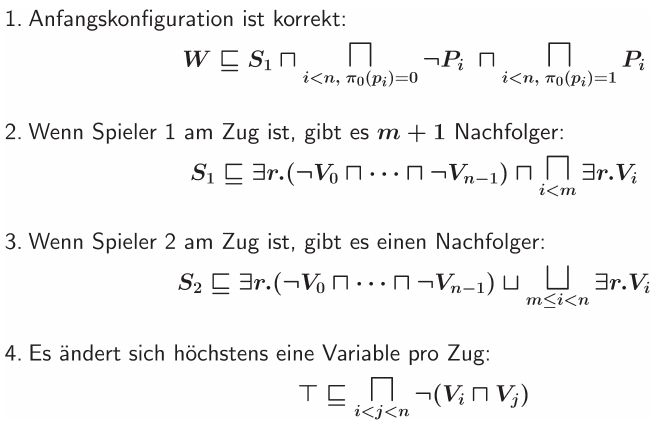 1. Anfangskonfiguration ist korrekt:
W ⊑ S₁ ⊓ ⨅_{i<n, π₀(pᵢ)=0} ¬Pᵢ ⊓ ⨅_{i<n, π₀(pᵢ)=1} Pᵢ
2. Wenn Spieler 1 am Zug ist, gibt es m + 1 Nachfolger:
S₁ ⊑ ∃r.(¬V₀ ⊓ ⋯ ⊓ ¬Vₙ₋₁) ⊓ ⨅_{i<m} ∃r.Vᵢ
3. Wenn Spieler 2 am Zug ist, gibt es einen Nachfolger:
S₂ ⊑ ∃r.(¬V₀ ⊓ ⋯ ⊓ ¬Vₙ₋₁) ⊔ ⨆_{m≤i<n} ∃r.Vᵢ
4. Es ändert sich höchstens eine Variable pro Zug:
⊤ ⊑ ⨅_{i<j<n} ¬(Vᵢ ⊓ Vⱼ)